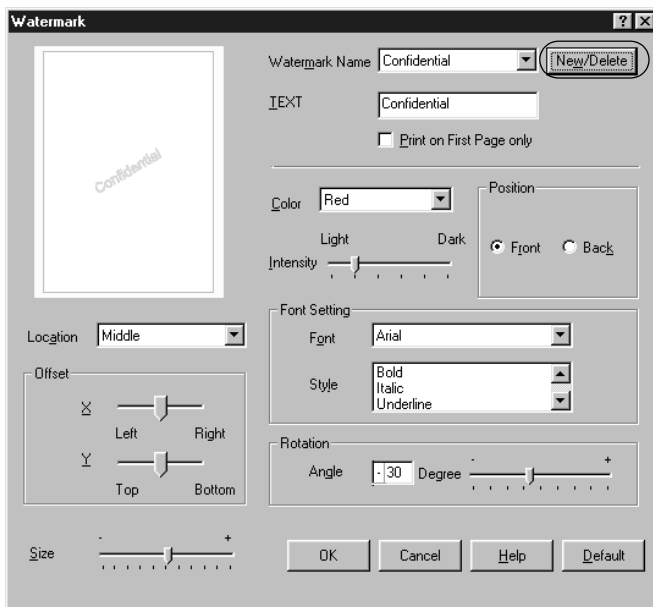 Watermark
Confidential
Watermark Name Confidential New/Delete
TEXT Confidential
Print on First Page only
Color Red
Light Dark
Intensity
Position
Front Back
Location Middle
Offset
X
Left Right
Y
Top Bottom
Size - +
Font Setting
Font Arial
Style Bold
Italic
Underline
Rotation
Angle - 30 Degree - +
OK Cancel Help Default